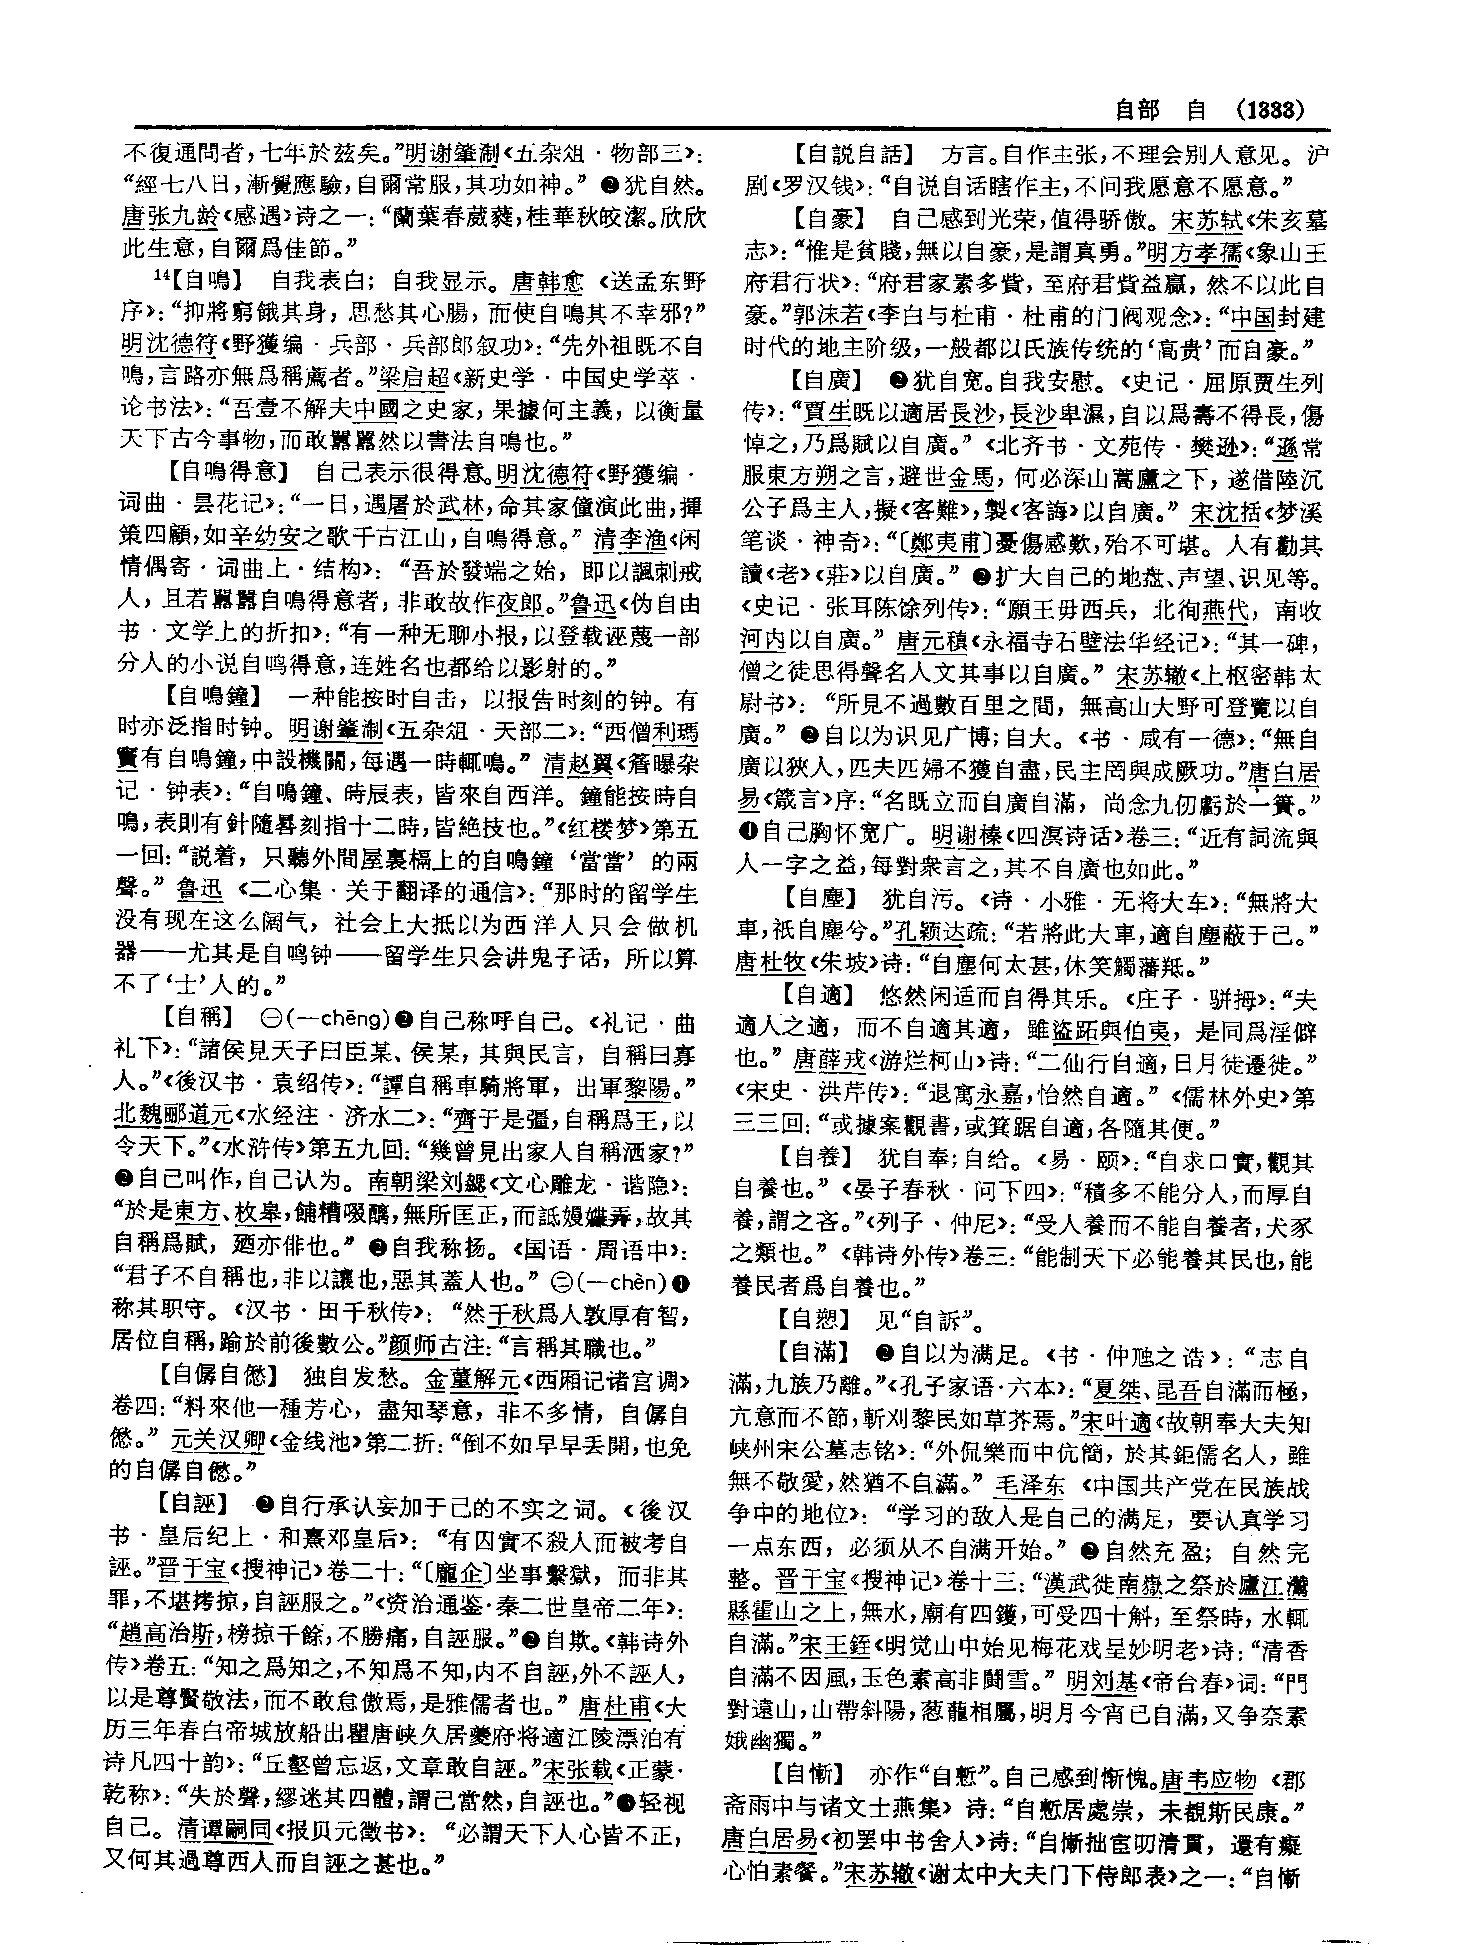 自部　自　(1333)
不復通問者，七年於茲矣。”明谢肇淛《五杂俎·物部三》：
“經七八日，漸覺應驗，自爾常服，其功如神。”❷犹自然。
唐张九龄《感遇》诗之一：“蘭葉春葳蕤，桂華秋皎潔。欣欣
此生意，自爾爲佳節。”
14【自鳴】　自我表白；自我显示。唐韩愈《送孟东野
序》：“抑將窮餓其身，思愁其心腸，而使自鳴其不幸邪？”
明沈德符《野獲编·兵部·兵部郎叙功》：“先外祖既不自
鳴，言路亦無爲稱薦者。”梁启超《新史学·中国史学萃·
论书法》：“吾壹不解夫中國之史家，果據何主義，以衡量
天下古今事物，而敢囂囂然以書法自鳴也。”
【自鳴得意】　自己表示很得意。明沈德符《野獲编·
词曲·昙花记》：“一日，遇屠於武林，命其家僮演此曲，揮
策四顧，如辛幼安之歌千古江山，自鳴得意。”清李渔《闲
情偶寄·词曲上·结构》：“吾於發端之始，即以諷刺戒
人，且若囂囂自鳴得意者，非敢故作夜郎。”鲁迅《伪自由
书·文学上的折扣》：“有一种无聊小报，以登载诬蔑一部
分人的小说自鸣得意，连姓名也都给以影射的。”
【自鳴鐘】　一种能按时自击，以报告时刻的钟。有
时亦泛指时钟。明谢肇淛《五杂俎·天部二》：“西僧利瑪
竇有自鳴鐘，中設機關，每遇一時輒鳴。”清赵翼《簷曝杂
记·钟表》：“自鳴鐘、時辰表，皆來自西洋。鐘能按時自
鳴，表則有針隨晷刻指十二時，皆絶技也。”《红楼梦》第五
一回：“説着，只聽外間屋裏槅上的自鳴鐘‘當當’的兩
聲。”鲁迅《二心集·关于翻译的通信》：“那时的留学生
没有现在这么阔气，社会上大抵以为西洋人只会做机
器——尤其是自鸣钟——留学生只会讲鬼子话，所以算
不了‘士’人的。”
【自稱】　㊀(—chēng)❶自己称呼自己。《礼记·曲
礼下》：“諸侯見天子曰臣某、侯某，其與民言，自稱曰寡
人。”《後汉书·袁绍传》：“譚自稱車騎將軍，出軍黎陽。”
北魏郦道元《水经注·济水二》：“齊于是彊，自稱爲王，以
令天下。”《水浒传》第五九回：“幾曾見出家人自稱洒家？”
❷自己叫作，自己认为。南朝梁刘勰《文心雕龙·谐隐》：
“於是東方、枚皋，餔糟啜醨，無所匡正，而詆嫚媟弄，故其
自稱爲賦，廼亦俳也。”❸自我称扬。《国语·周语中》：
“君子不自稱也，非以讓也，惡其蓋人也。”㊁(—chèn)❶
称其职守。《汉书·田千秋传》：“然千秋爲人敦厚有智，
居位自稱，踰於前後數公。”颜师古注：“言稱其職也。”
【自僝自僽】　独自发愁。金董解元《西厢记诸宫调》
卷四：“料來他一種芳心，盡知琴意，非不多情，自僝自
僽。”元关汉卿《金线池》第二折：“倒不如早早丢開，也免
的自僝自僽。”
【自誣】　❶自行承认妄加于己的不实之词。《後汉
书·皇后纪上·和熹邓皇后》：“有囚實不殺人而被考自
誣。”晋干宝《搜神记》卷二十：“〔龐企〕坐事繫獄，而非其
罪，不堪拷掠，自誣服之。”《资治通鉴·秦二世皇帝二年》：
“趙高治斯，榜掠千餘，不勝痛，自誣服。”❷自欺。《韩诗外
传》卷五：“知之爲知之，不知爲不知，内不自誣，外不誣人，
以是尊賢敬法，而不敢怠傲焉，是雅儒者也。”唐杜甫《大
历三年春白帝城放船出瞿唐峡久居夔府将適江陵漂泊有
诗凡四十韵》：“丘壑曾忘返，文章敢自誣。”宋张载《正蒙·
乾称》：“失於聲，繆迷其四體，謂己當然，自誣也。”❸轻视
自己。清谭嗣同《报贝元徵书》：“必謂天下人心皆不正，
又何其過尊西人而自誣之甚也。”
【自説自話】　方言。自作主张，不理会别人意见。沪
剧《罗汉钱》：“自说自话瞎作主，不问我愿意不愿意。”
【自豪】　自己感到光荣，值得骄傲。宋苏轼《朱亥墓
志》：“惟是貧賤，無以自豪，是謂真勇。”明方孝孺《象山王
府君行状》：“府君家素多貲，至府君貲益贏，然不以此自
豪。”郭沫若《李白与杜甫·杜甫的门阀观念》：“中国封建
时代的地主阶级，一般都以氏族传统的‘高贵’而自豪。”
【自廣】　❶犹自宽。自我安慰。《史记·屈原贾生列
传》：“賈生既以適居長沙，長沙卑濕，自以爲壽不得長，傷
悼之，乃爲賦以自廣。”《北齐书·文苑传·樊逊》：“遜常
服東方朔之言，避世金馬，何必深山蒿廬之下，遂借陸沉
公子爲主人，擬《客難》，製《客誨》以自廣。”宋沈括《梦溪
笔谈·神奇》：“〔鄭夷甫〕憂傷感歎，殆不可堪。人有勸其
讀《老》《莊》以自廣。”❷扩大自己的地盘、声望、识见等。
《史记·张耳陈馀列传》：“願王毋西兵，北徇燕代，南收
河内以自廣。”唐元稹《永福寺石壁法华经记》：“其一碑，
僧之徒思得聲名人文其事以自廣。”宋苏辙《上枢密韩太
尉书》：“所見不過數百里之間，無高山大野可登覽以自
廣。”❸自以为识见广博；自大。《书·咸有一德》：“無自
廣以狹人，匹夫匹婦不獲自盡，民主罔與成厥功。”唐白居
易《箴言》序：“名既立而自廣自滿，尚念九仞虧於一簣。”
❹自己胸怀宽广。明谢榛《四溟诗话》卷三：“近有詞流與
人一字之益，每對衆言之，其不自廣也如此。”
【自塵】　犹自污。《诗·小雅·无将大车》：“無將大
車，祇自塵兮。”孔颖达疏：“若將此大車，適自塵蔽于己。”
唐杜牧《朱坡》诗：“自塵何太甚，休笑觸藩羝。”
【自適】　悠然闲适而自得其乐。《庄子·骈拇》：“夫
適人之適，而不自適其適，雖盜跖與伯夷，是同爲淫僻
也。”唐薛戎《游烂柯山》诗：“二仙行自適，日月徙遷徙。”
《宋史·洪芹传》：“退寓永嘉，怡然自適。”《儒林外史》第
三三回：“或據案觀書，或箕踞自適，各隨其便。”
【自養】　犹自奉；自给。《易·颐》：“自求口實，觀其
自養也。”《晏子春秋·问下四》：“積多不能分人，而厚自
養，謂之吝。”《列子·仲尼》：“受人養而不能自養者，犬豕
之類也。”《韩诗外传》卷三：“能制天下必能養其民也，能
養民者爲自養也。”
【自愬】　见“自訴”。
【自滿】　❶自以为满足。《书·仲虺之诰》：“志自
滿，九族乃離。”《孔子家语·六本》：“夏桀、昆吾自滿而極，
亢意而不節，斬刈黎民如草芥焉。”宋叶適《故朝奉大夫知
峡州宋公墓志铭》：“外侃樂而中伉簡，於其鉅儒名人，雖
無不敬愛，然猶不自滿。”毛泽东《中国共产党在民族战
争中的地位》：“学习的敌人是自己的满足，要认真学习
一点东西，必须从不自满开始。”❷自然充盈；自然完
整。晋干宝《搜神记》卷十三：“漢武徙南嶽之祭於廬江灊
縣霍山之上，無水，廟有四鑊，可受四十斛，至祭時，水輒
自滿。”宋王銍《明觉山中始见梅花戏呈妙明老》诗：“清香
自滿不因風，玉色素高非鬪雪。”明刘基《帝台春》词：“門
對遠山，山帶斜陽，葱蘢相屬，明月今宵已自滿，又争奈素
娥幽獨。”
【自慚】　亦作“自慙”。自己感到惭愧。唐韦应物《郡
斋雨中与诸文士燕集》诗：“自慙居處崇，未覩斯民康。”
唐白居易《初罢中书舍人》诗：“自慚拙宦叨清貫，還有癡
心怕素餐。”宋苏辙《谢太中大夫门下侍郎表》之一：“自慚